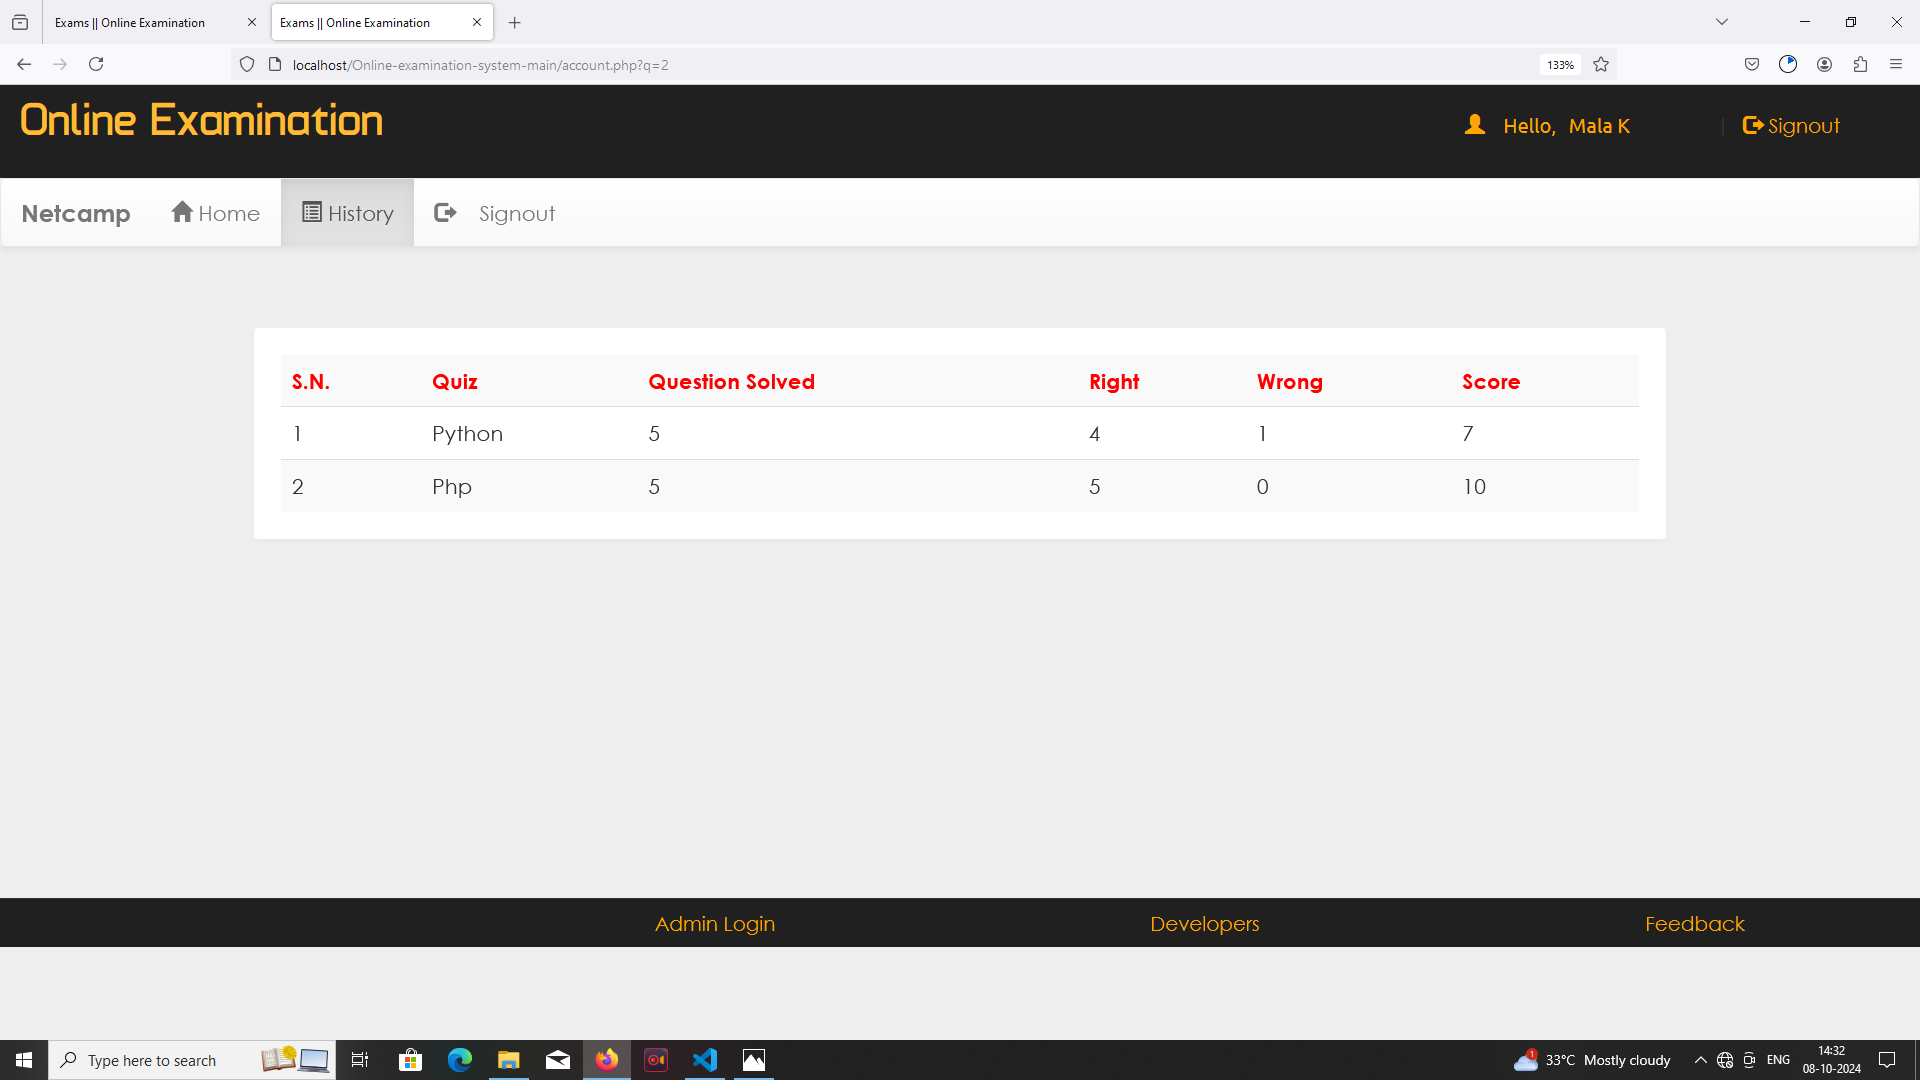 Exams || Online Examination
Exams || Online Examination
localhost/Online-examination-system-main/account.php?q=2
133%
Online Examination
Hello, Mala K
|
Signout
Netcamp
Home
History
Signout
S.N. Quiz Question Solved Right Wrong Score
1 Python 5 4 1 7
2 Php 5 5 0 10
Admin Login
Developers
Feedback
Type here to search
1
33°C Mostly cloudy
ENG
14:32
08-10-2024